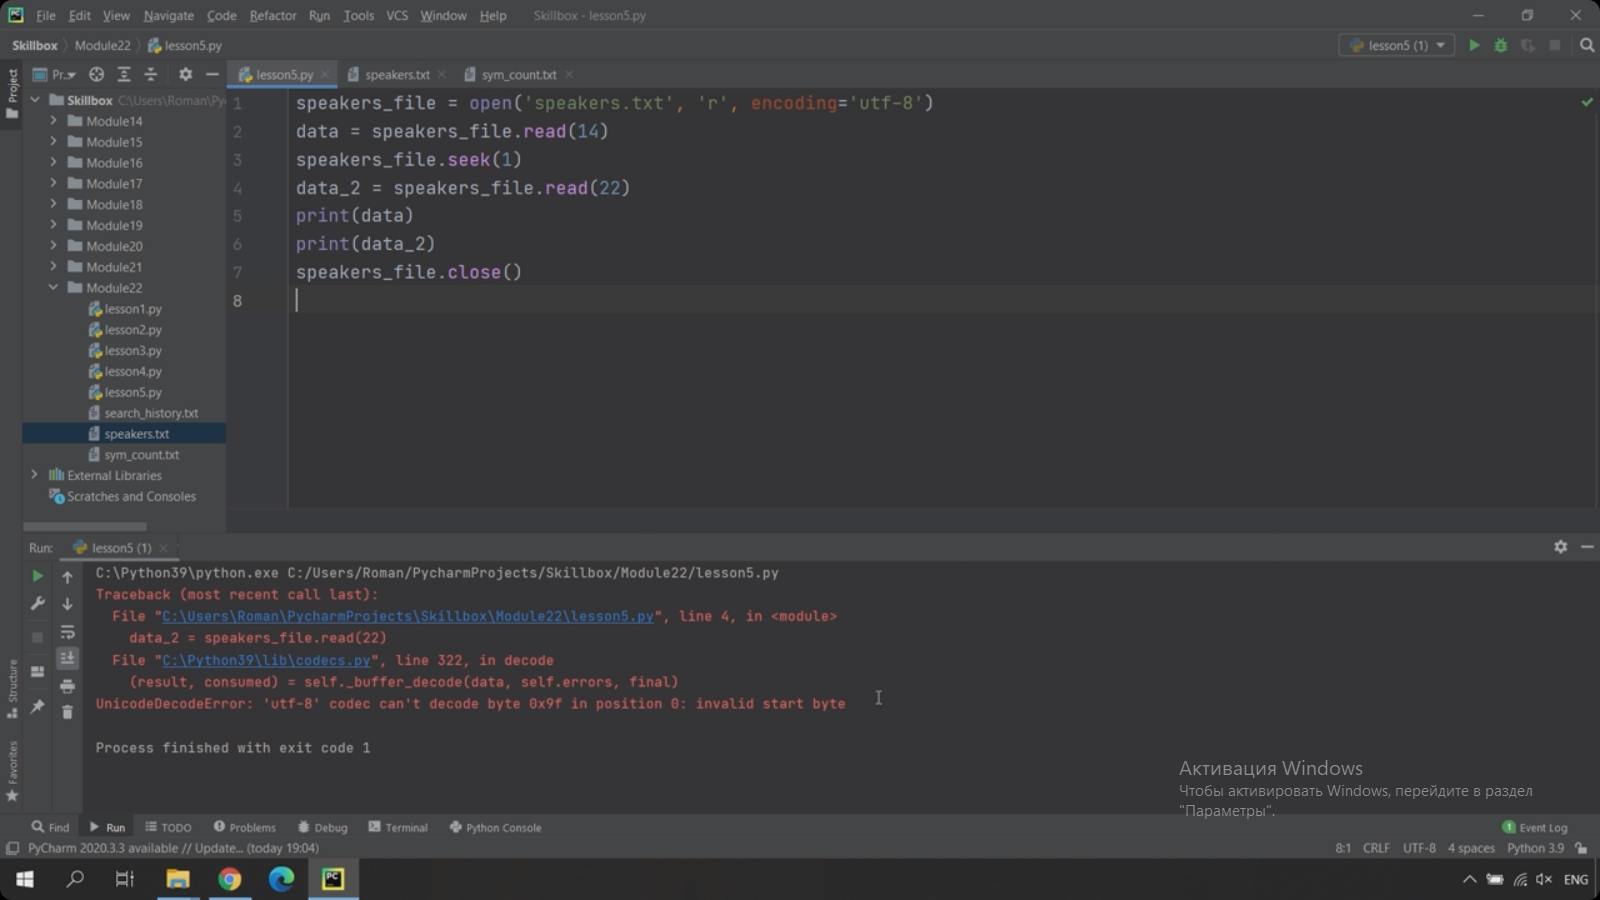 File Edit View Navigate Code Refactor Run Tools VCS Window Help Skillbox - lesson5.py
Skillbox Module22 lesson5.py lesson5 (1)
Project
Pr..
lesson5.py speakers.txt sym_count.txt
Skillbox C:\Users\Roman\Py
Module14
Module15
Module16
Module17
Module18
Module19
Module20
Module21
Module22
lesson1.py
lesson2.py
lesson3.py
lesson4.py
lesson5.py
search_history.txt
speakers.txt
sym_count.txt
External Libraries
Scratches and Consoles
1 speakers_file = open('speakers.txt', 'r', encoding='utf-8')
2 data = speakers_file.read(14)
3 speakers_file.seek(1)
4 data_2 = speakers_file.read(22)
5 print(data)
6 print(data_2)
7 speakers_file.close()
8
Run: lesson5 (1)
C:\Python39\python.exe C:/Users/Roman/PycharmProjects/Skillbox/Module22/lesson5.py
Traceback (most recent call last):
File "C:\Users\Roman\PycharmProjects\Skillbox\Module22\lesson5.py", line 4, in <module>
data_2 = speakers_file.read(22)
File "C:\Python39\lib\codecs.py", line 322, in decode
(result, consumed) = self._buffer_decode(data, self.errors, final)
UnicodeDecodeError: 'utf-8' codec can't decode byte 0x9f in position 0: invalid start byte
Process finished with exit code 1
Structure
Favorites
Активация Windows
Чтобы активировать Windows, перейдите в раздел
"Параметры".
Find Run TODO Problems Debug Terminal Python Console 1 Event Log
PyCharm 2020.3.3 available // Update... (today 19:04) 8:1 CRLF UTF-8 4 spaces Python 3.9
PC ENG